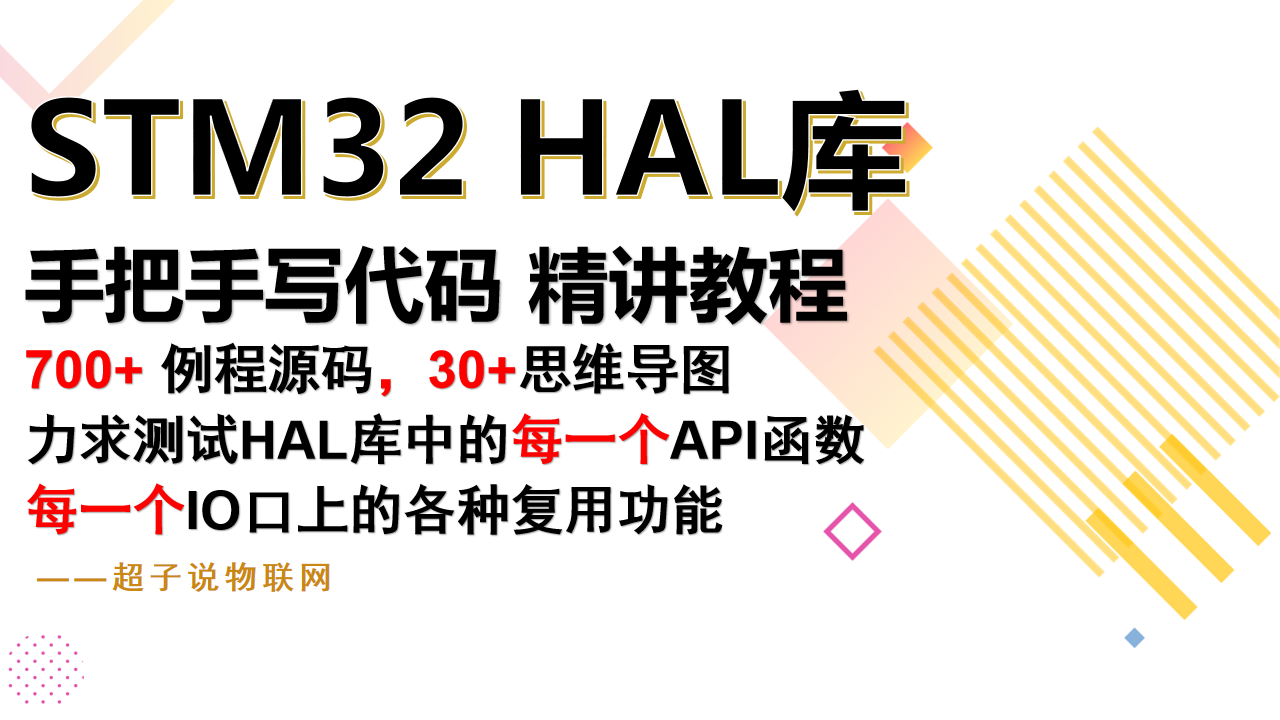 STM32 HAL库
手把手写代码 精讲教程
700+ 例程源码，30+思维导图
力求测试HAL库中的每一个API函数
每一个IO口上的各种复用功能
——超子说物联网